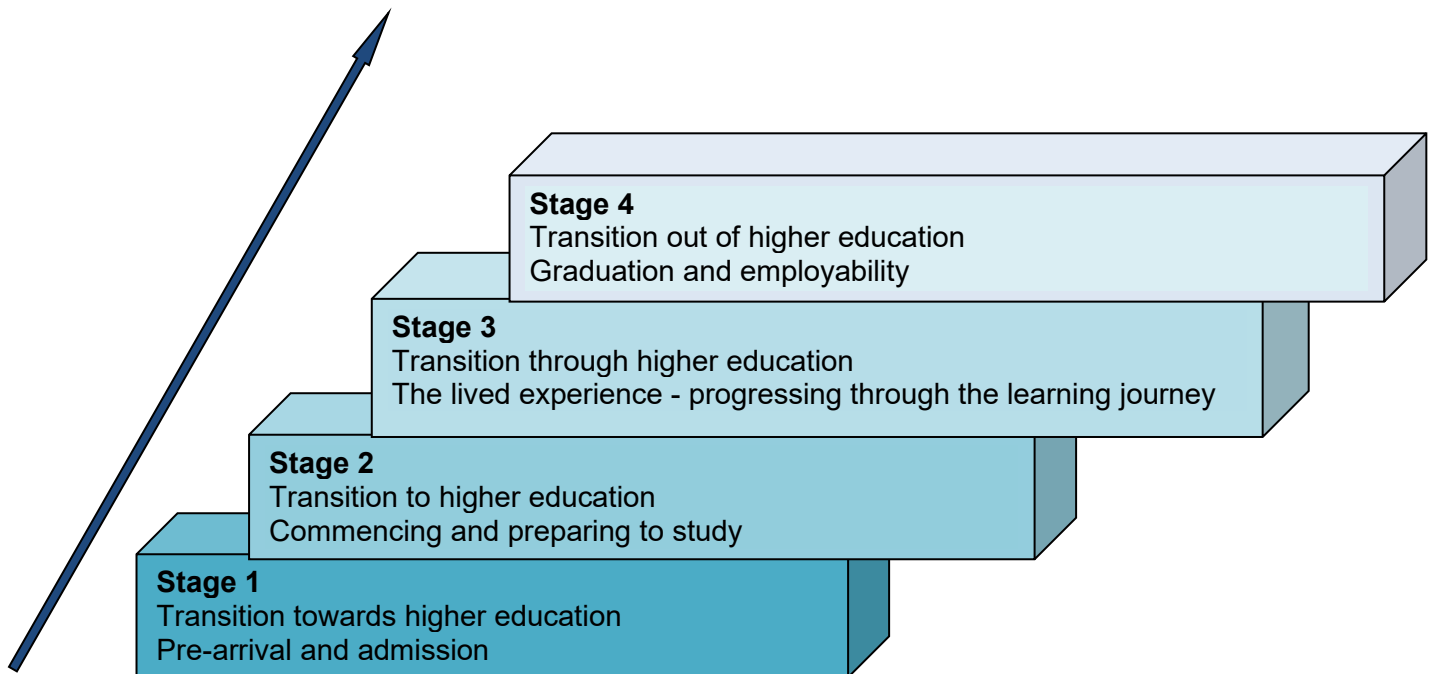 Stage 4
Transition out of higher education
Graduation and employability
Stage 3
Transition through higher education
The lived experience - progressing through the learning journey
Stage 2
Transition to higher education
Commencing and preparing to study
Stage 1
Transition towards higher education
Pre-arrival and admission